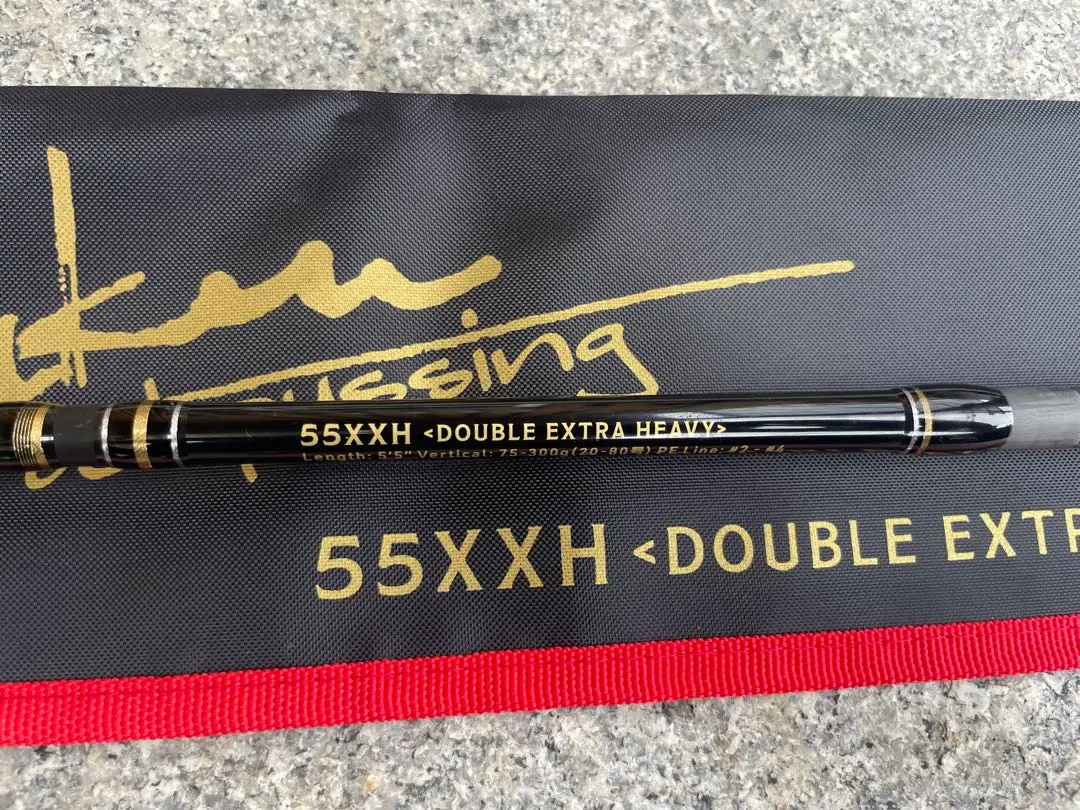 55XXH <DOUBLE EXTRA HEAVY>
Length: 5'5" Vertical: 75-300g(20-80号) PE Line: #2 - #4
55XXH <DOUBLE EXTR